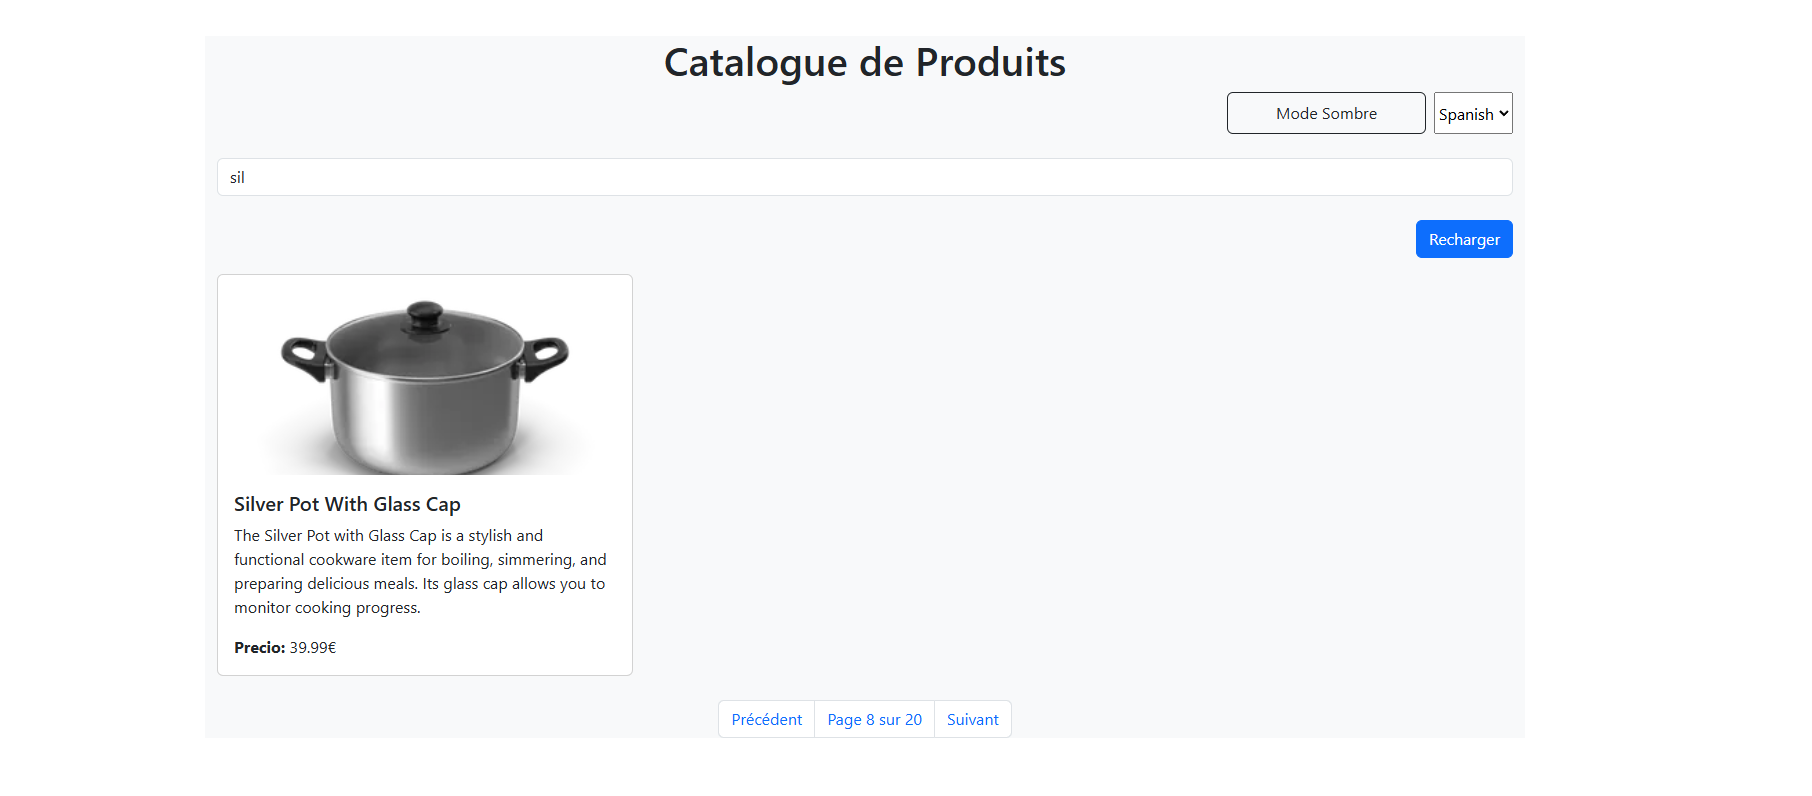 Catalogue de Produits
Mode Sombre
Spanish
sil
Recharger
Silver Pot With Glass Cap
The Silver Pot with Glass Cap is a stylish and
functional cookware item for boiling, simmering, and
preparing delicious meals. Its glass cap allows you to
monitor cooking progress.
Precio: 39.99€
Précédent
Page 8 sur 20
Suivant